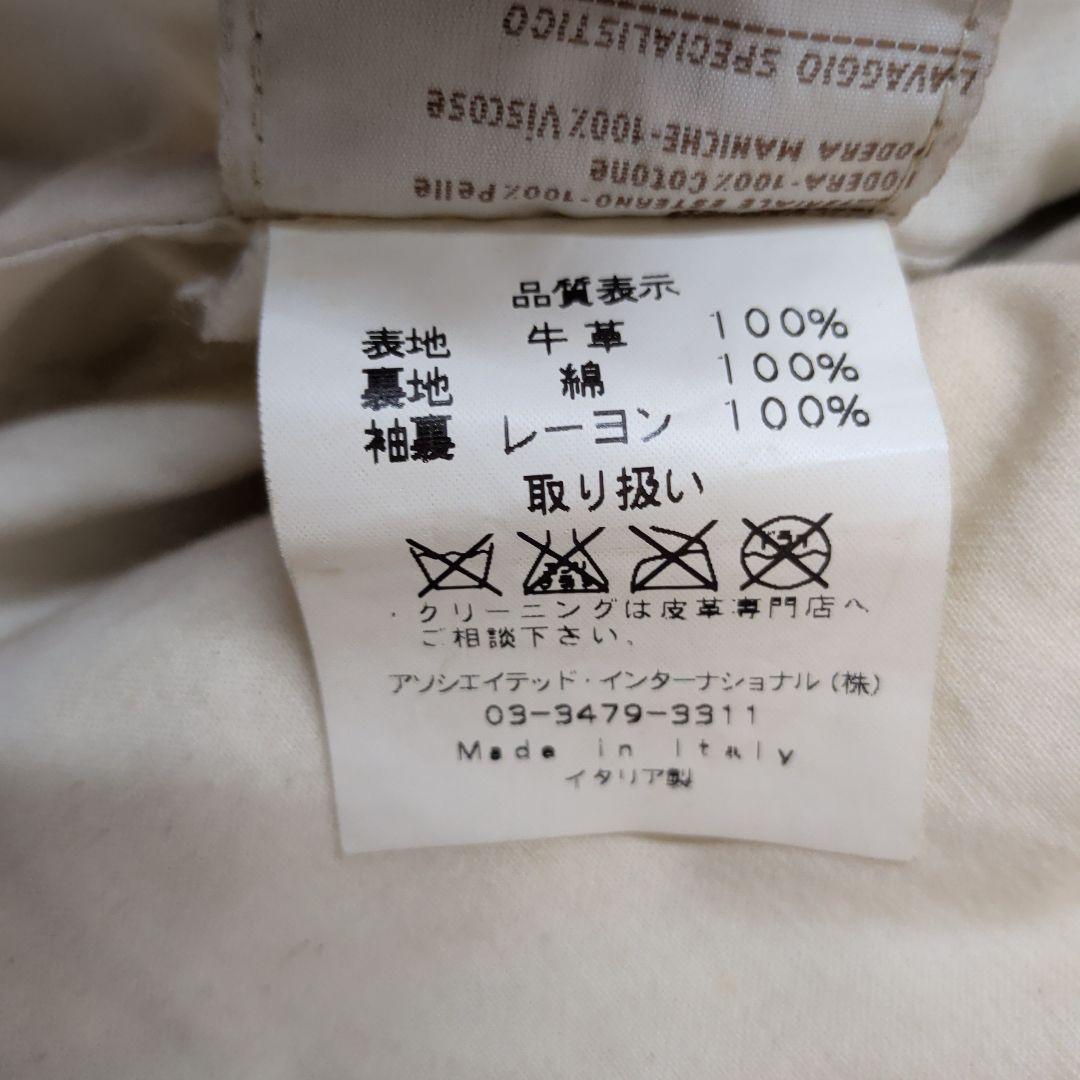 L-AVAGGIO SPECIALISTICO
FODERA MANICHE-100% VISCOSE
FODERA-100% Cotone
ESTERNO-100% Pelle
品質表示
表地 牛革 100%
裏地 綿 100%
袖裏 レーヨン 100%
取り扱い
ドライ
・クリーニングは皮革専門店へ
ご相談下さい、
アソシエイテッド・インターナショナル(株)
03-3479-3311
Made in Italy
イタリア製